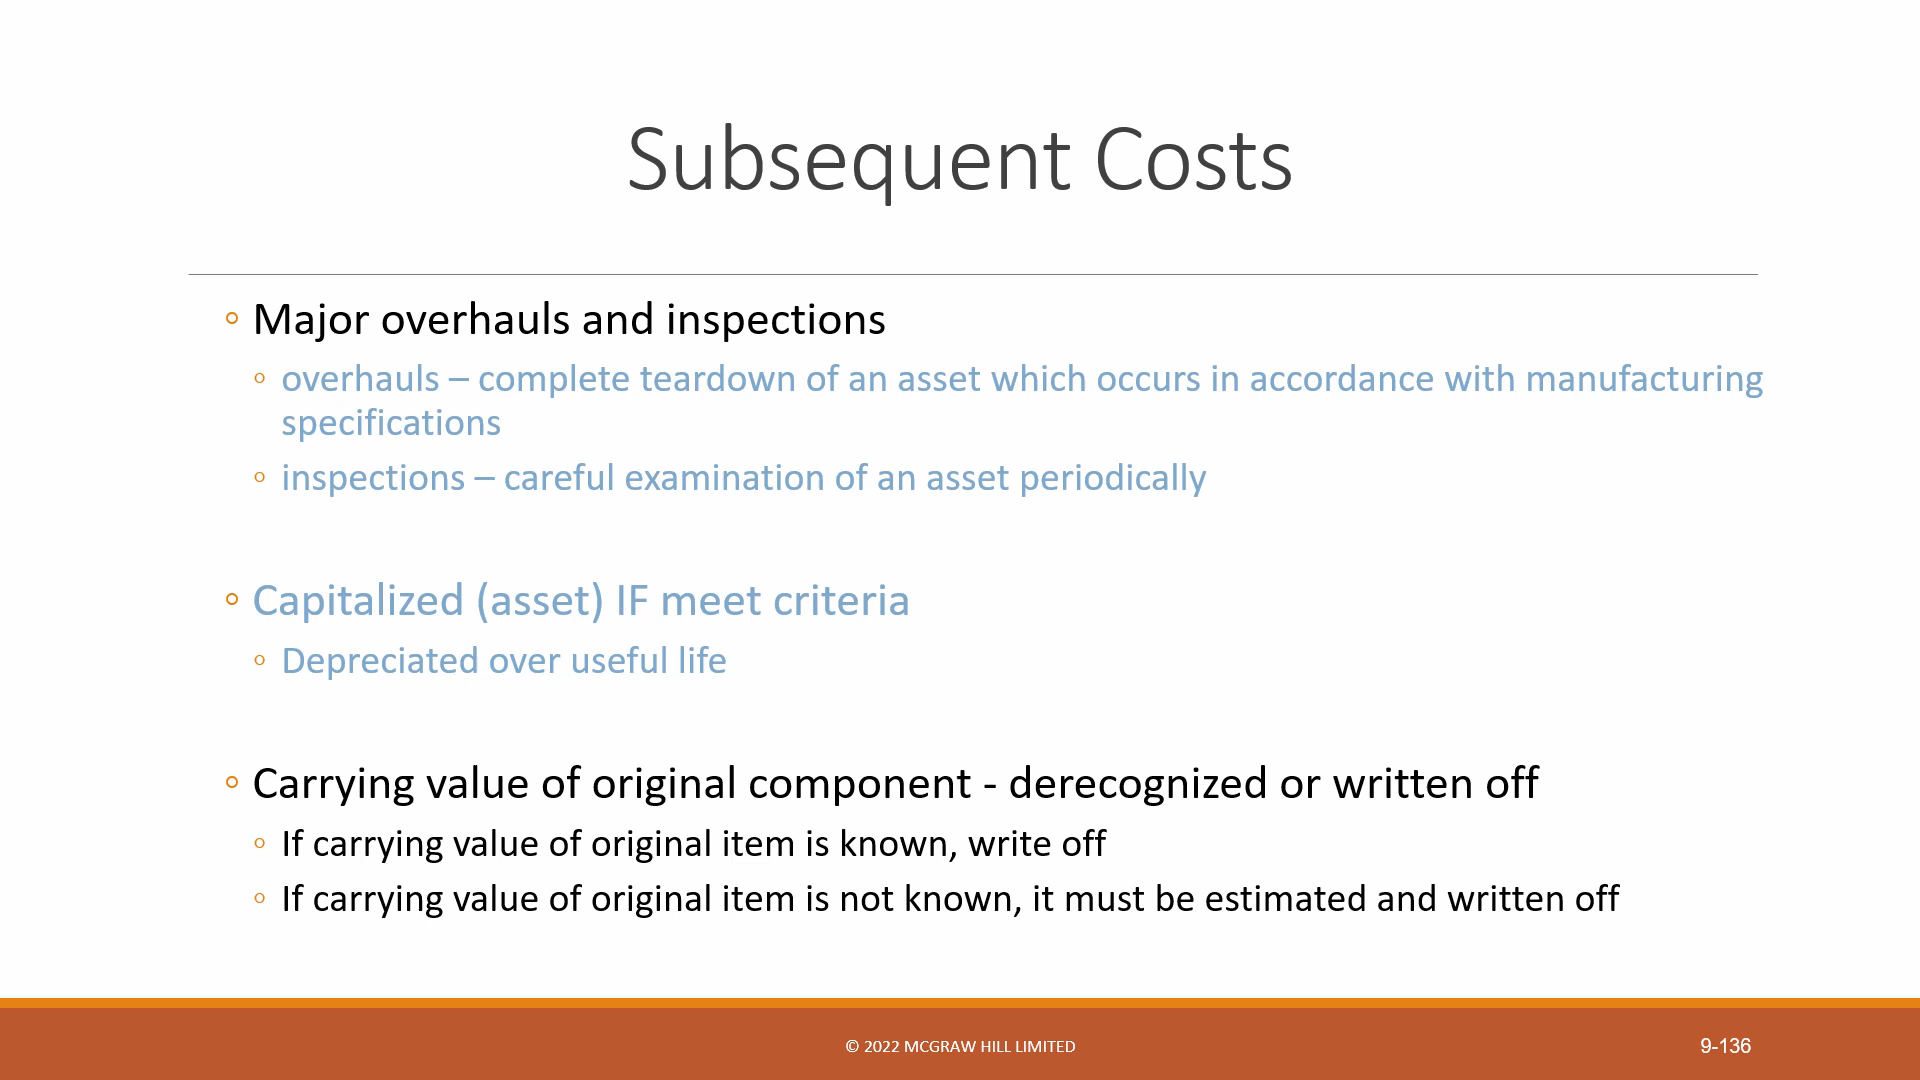 Subsequent Costs
◦ Major overhauls and inspections
◦ overhauls – complete teardown of an asset which occurs in accordance with manufacturing
specifications
◦ inspections – careful examination of an asset periodically
◦ Capitalized (asset) IF meet criteria
◦ Depreciated over useful life
◦ Carrying value of original component - derecognized or written off
◦ If carrying value of original item is known, write off
◦ If carrying value of original item is not known, it must be estimated and written off
© 2022 MCGRAW HILL LIMITED
9-136